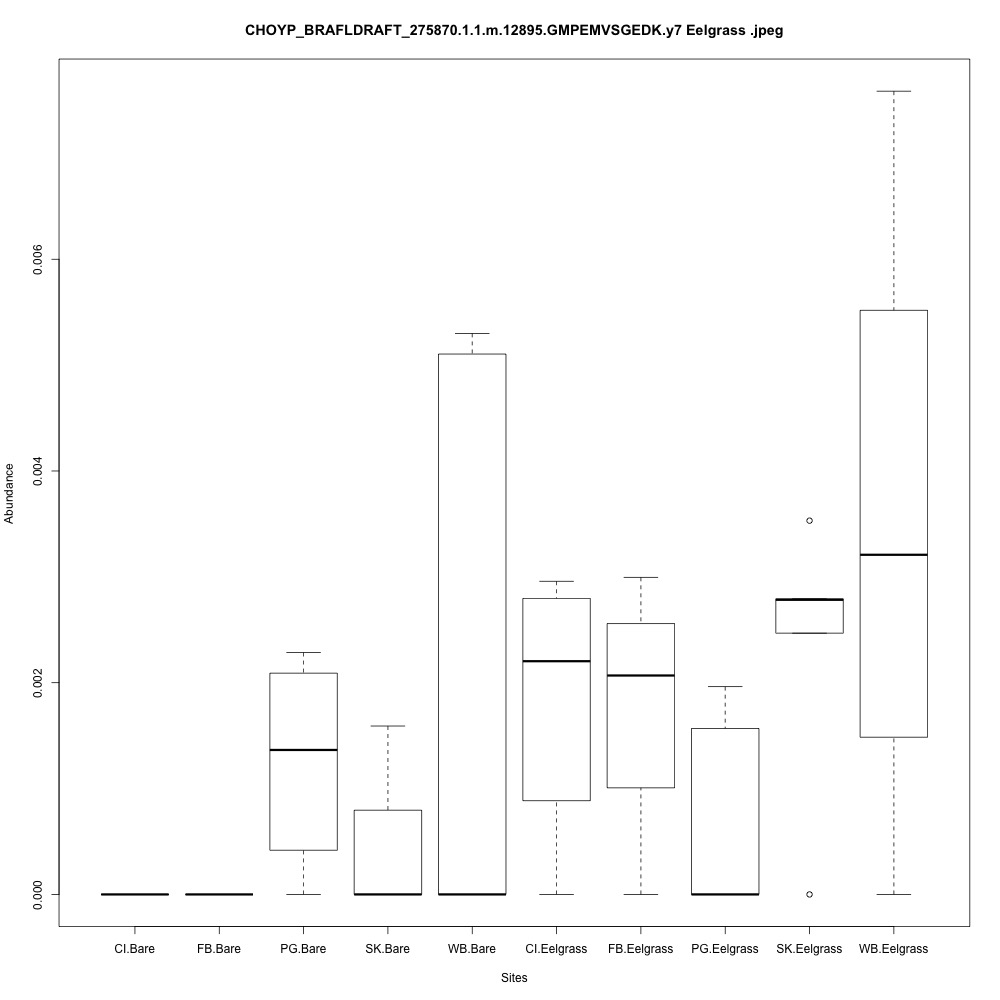 CHOYP_BRAFLDRAFT_275870.1.1.m.12895.GMPEMVSGEDK.y7 Eelgrass .jpeg
Abundance
0.006
0.004
0.002
0.000
CI.Bare FB.Bare PG.Bare SK.Bare WB.Bare CI.Eelgrass FB.Eelgrass PG.Eelgrass SK.Eelgrass WB.Eelgrass
Sites